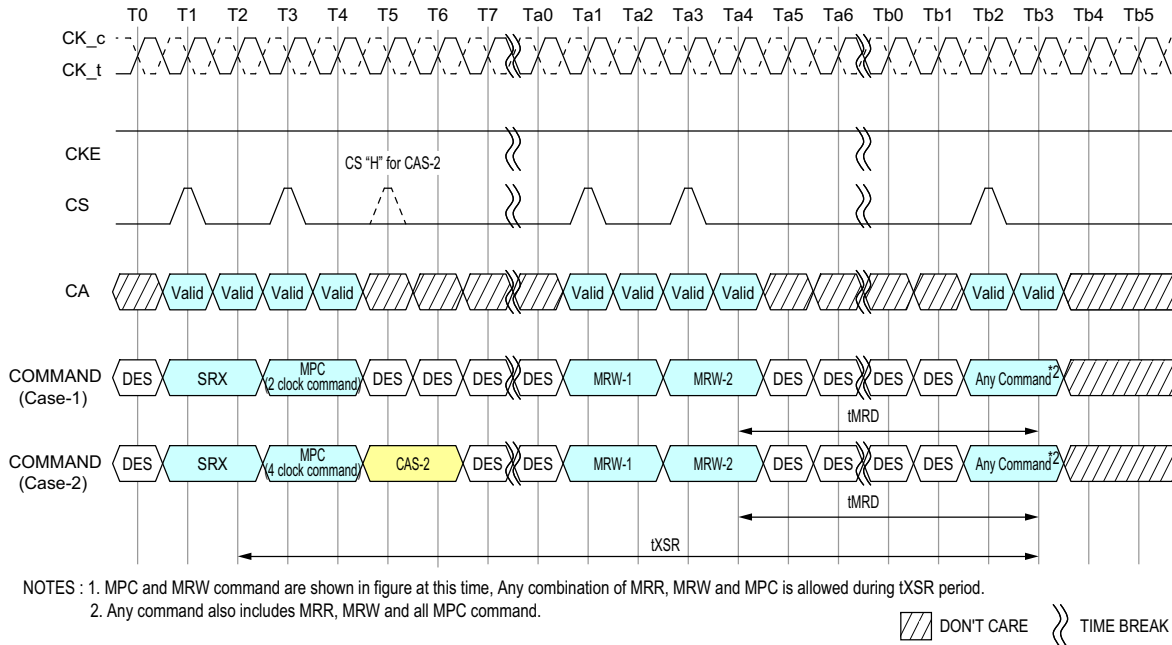 T0 T1 T2 T3 T4 T5 T6 T7 Ta0 Ta1 Ta2 Ta3 Ta4 Ta5 Ta6 Tb0 Tb1 Tb2 Tb3 Tb4 Tb5
CK_c
CK_t
CKE
CS "H" for CAS-2
CS
CA Valid Valid Valid Valid Valid Valid Valid Valid Valid Valid
COMMAND
(Case-1)
DES SRX MPC
(2 clock command)
DES DES DES DES MRW-1 MRW-2 DES DES DES DES Any Command*2
tMRD
COMMAND
(Case-2)
DES SRX MPC
(4 clock command)
CAS-2 DES DES MRW-1 MRW-2 DES DES DES DES Any Command*2
tMRD
tXSR
NOTES : 1. MPC and MRW command are shown in figure at this time, Any combination of MRR, MRW and MPC is allowed during tXSR period.
2. Any command also includes MRR, MRW and all MPC command.
DON'T CARE TIME BREAK